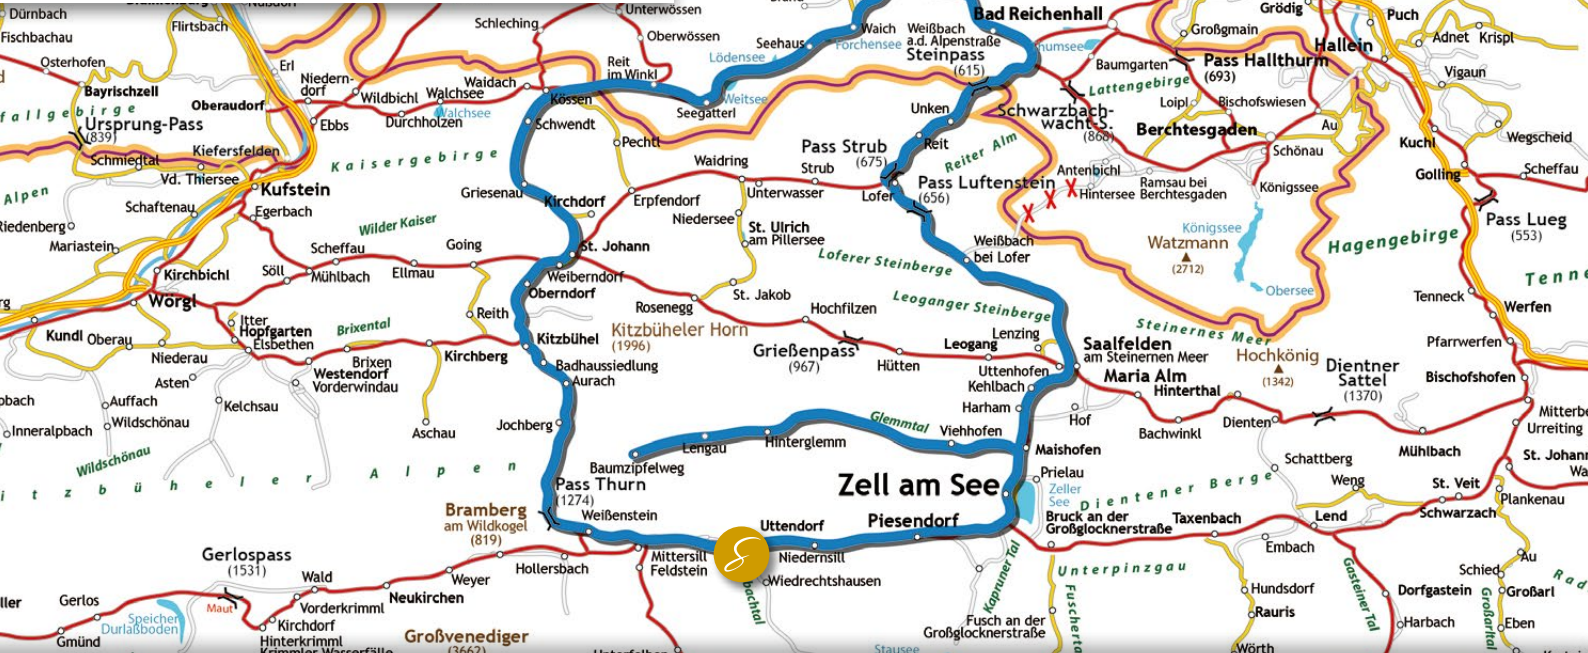 Dürnbach
Flirtsbach
Schleching
Unterwössen
Waich
Weißbach
a.d. Alpenstraße
Bad Reichenhall
Grödig
Puch
Fischbachau
Oberwössen
Seehaus
Förchensee
Großgmain
Hallein
Adnet
Krispl
Osterhofen
Erl
Reit
im Winkl
Lödensee
Steinpass
(615)
Baumgarten
Pass Hallthurm
(693)
Vigaun
Bayrischzell
Niedern-
dorf
Waidach
Weitsee
Lattengebirge
Oberaudorf
Wildbichl
Walchsee
Kössen
Seegatterl
Unken
Schwarzbach-
wacht-S.
(868)
Loipl
Bischofswiesen
Ursprung-Pass
(839)
Ebbs
Durchholzen
Walchsee
Schwendt
Au
Berchtesgaden
Wegscheid
Kiefersfelden
Kaisergebirge
Pechtl
Pass Strub
(675)
Reit
Reiter Alm
Schönau
Kuchl
Schmiedtal
Waidring
Strub
Antenbichl
Scheffau
Vd. Thiersee
Kufstein
Griesenau
Unterwasser
Lofer
Pass Luftenstein
(656)
Hintersee
Ramsau bei
Berchtesgaden
Königssee
Golling
Alpen
Schaftenau
Egerbach
Kirchdorf
Erpfendorf
Niedersee
Pass Lueg
(553)
Riedenberg
Wilder Kaiser
St. Ulrich
am Pillersee
Königssee
Hagengebirge
Mariastein
Scheffau
Going
St. Johann
Weißbach
bei Lofer
Watzmann
(2712)
Kirchbichl
Söll
Mühlbach
Ellmau
Weiberndorf
Loferer Steinberge
Obersee
Wörgl
Oberndorf
St. Jakob
Rosenegg
Hochfilzen
Leoganger Steinberge
Tenneck
Werfen
Itter
Hopfgarten
Elsbethen
Reith
Brixental
Kundl
Oberau
Kitzbühel
Kitzbüheler Horn
(1996)
Lenzing
Steinernes Meer
Niederau
Brixen
Kirchberg
Grießenpass
(967)
Leogang
Saalfelden
am Steinernen Meer
Pfarrwerfen
Westendorf
Vorderwindau
Badhaussiedlung
Hütten
Uttenhofen
Hochkönig
(1342)
Dientner
Sattel
(1370)
Asten
Aurach
Kehlbach
Maria Alm
Bischofshofen
Auffach
Kelchsau
Harham
Hinterthal
Wildschönau
Inneralpbach
Aschau
Jochberg
Glemmtal
Hof
Bachwinkl
Dienten
Urreiting
Lengau
Hinterglemm
Viehhofen
Maishofen
Mühlbach
Wildschönau
Baumzipfelweg
Schattberg
Alpen
Pass Thurn
(1274)
Zell am See
Prielau
Zeller
See
Dientener Berge
Weng
St. Veit
Plankenau
Bramberg
am Wildkogel
(819)
Weißenstein
Uttendorf
Piesendorf
Bruck an der
Großglocknerstraße
Taxenbach
Lend
Schwarzach
Gerlospass
(1531)
Hollersbach
Mittersill
Feldstein
Niedernsill
Embach
Au
Wald
Weyer
Wiedrechtshausen
Kapruner Tal
Unterpinzgau
Schied
Gerlos
Maut
Vorderkrimml
Neukirchen
Hundsdorf
Gasteiner Tal
Dorfgastein
Großarl
Speicher
Durlaßboden
Kirchdorf
Rauris
Großarltal
Gmünd
Hinterkrimml
Krimmler Wasserfälle
Großvenediger
(3662)
Fusch an der
Großglocknerstraße
Harbach
Eben
Stausee
Wörth